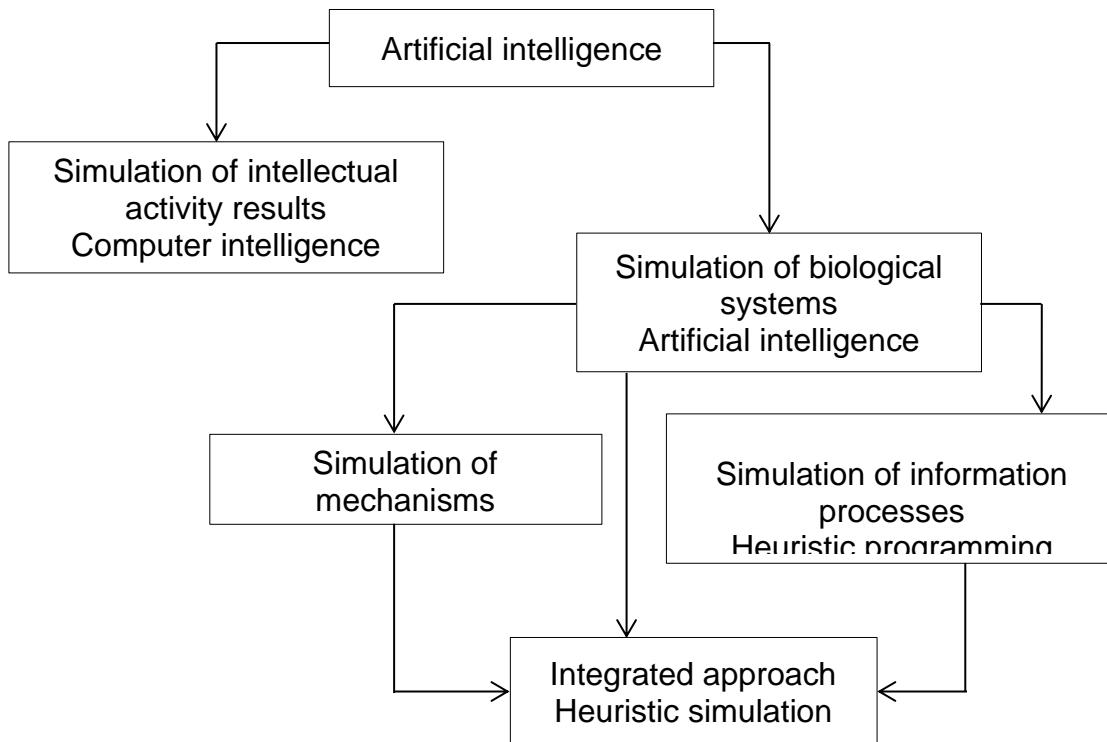 Artificial intelligence
Simulation of intellectual
activity results
Computer intelligence
Simulation of biological
systems
Artificial intelligence
Simulation of
mechanisms
Simulation of information
processes
Heuristic programming
Integrated approach
Heuristic simulation